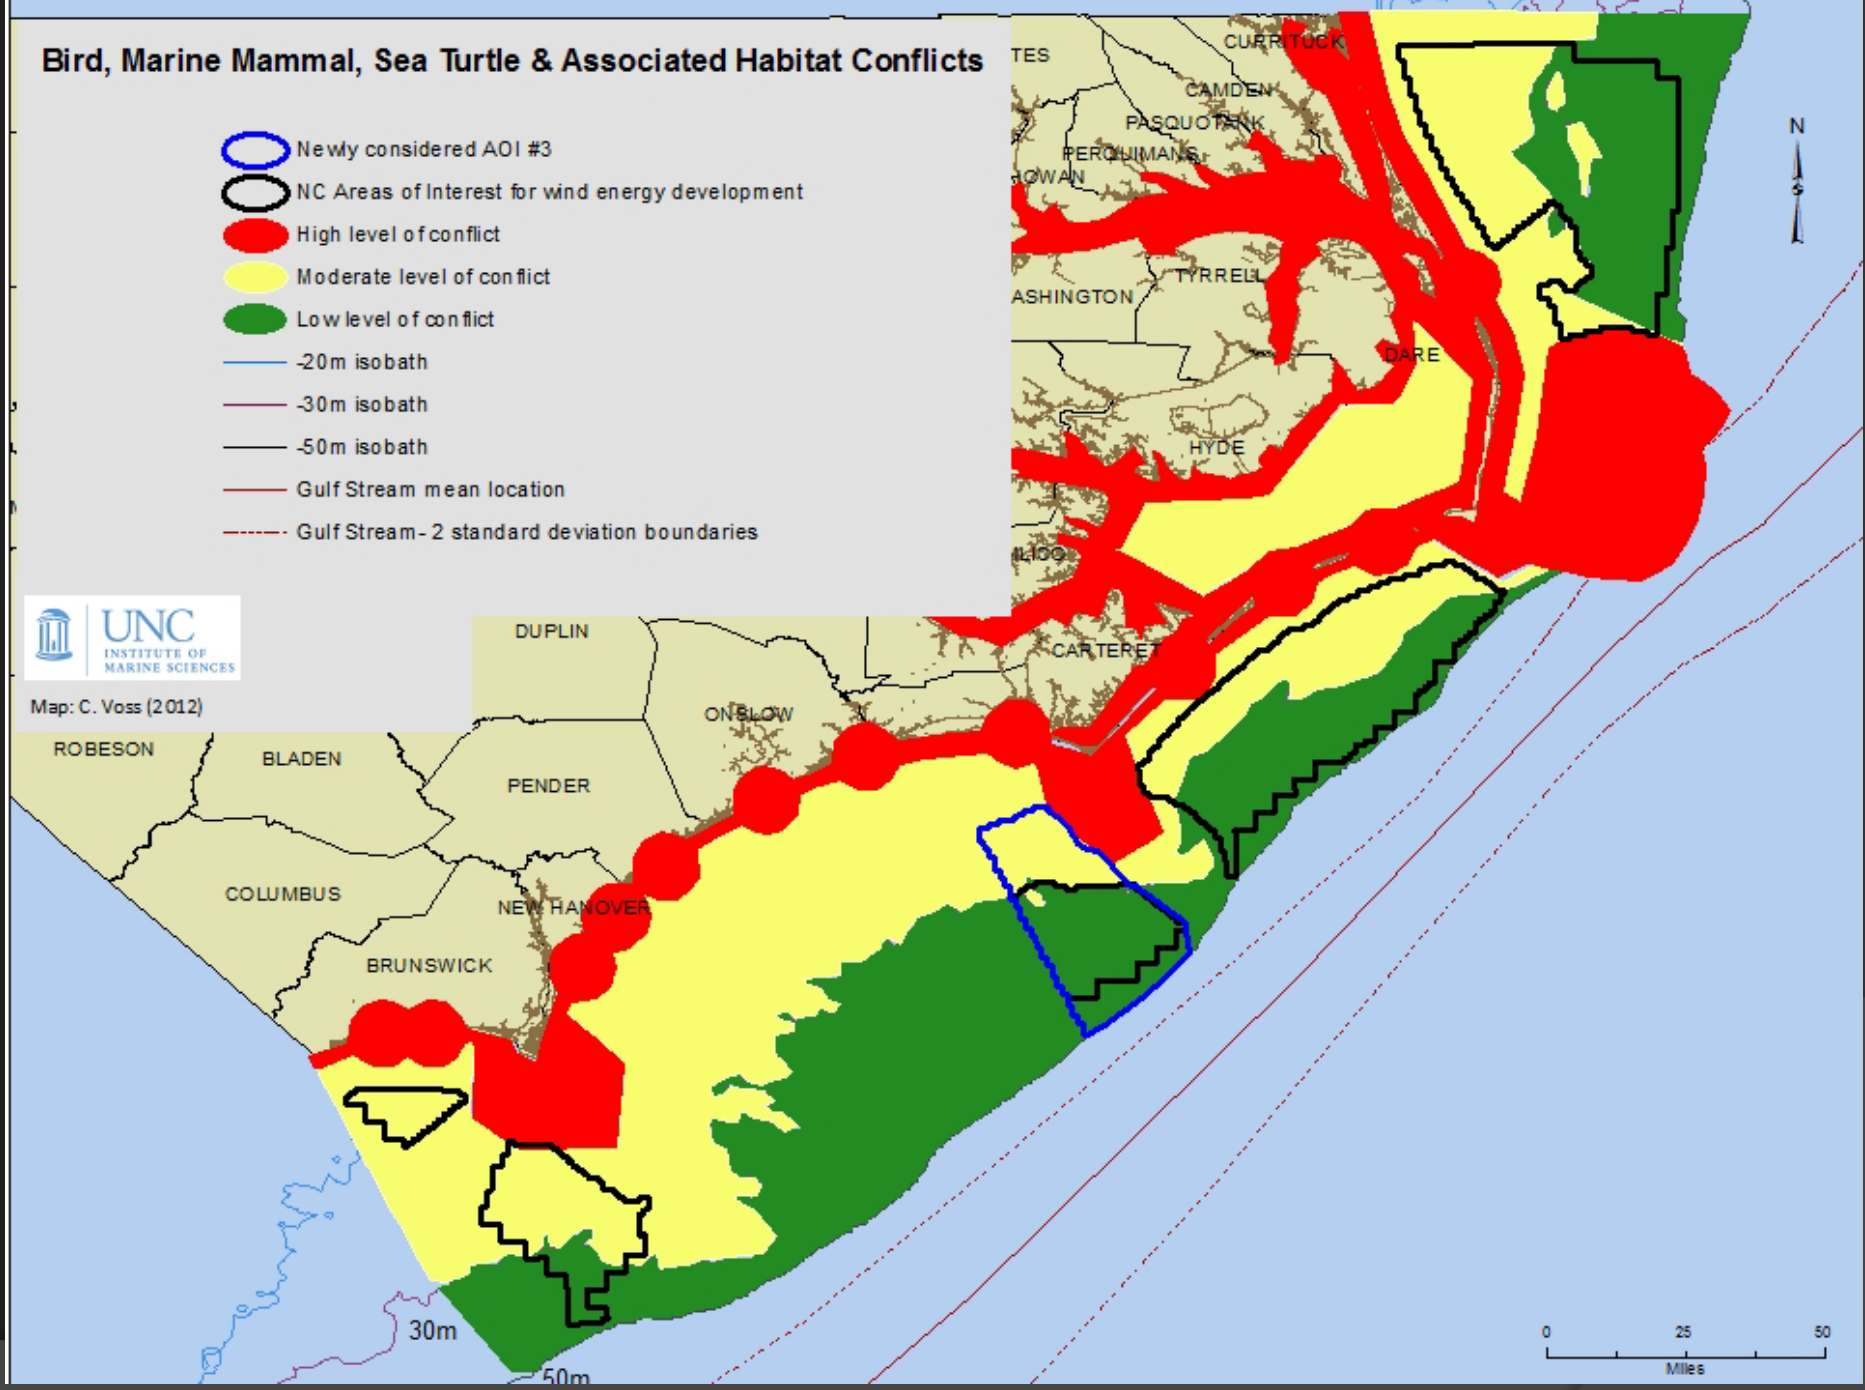 Bird, Marine Mammal, Sea Turtle & Associated Habitat Conflicts
Newly considered AOI #3
NC Areas of Interest for wind energy development
High level of conflict
Moderate level of conflict
Low level of conflict
-20m isobath
-30m isobath
-50m isobath
Gulf Stream mean location
Gulf Stream- 2 standard deviation boundaries
UNC
INSTITUTE OF
MARINE SCIENCES
Map: C. Voss (2012)
TES
CURRITUCK
CAMDEN
PASQUOTANK
PERQUIMANS
HOWAN
TYRRELL
ASHINGTON
DARE
HYDE
MLICO
CARTERET
DUPLIN
ONSLOW
ROBESON
BLADEN
PENDER
COLUMBUS
NEW HANOVER
BRUNSWICK
N
S
30m
50m
0 25 50
Miles